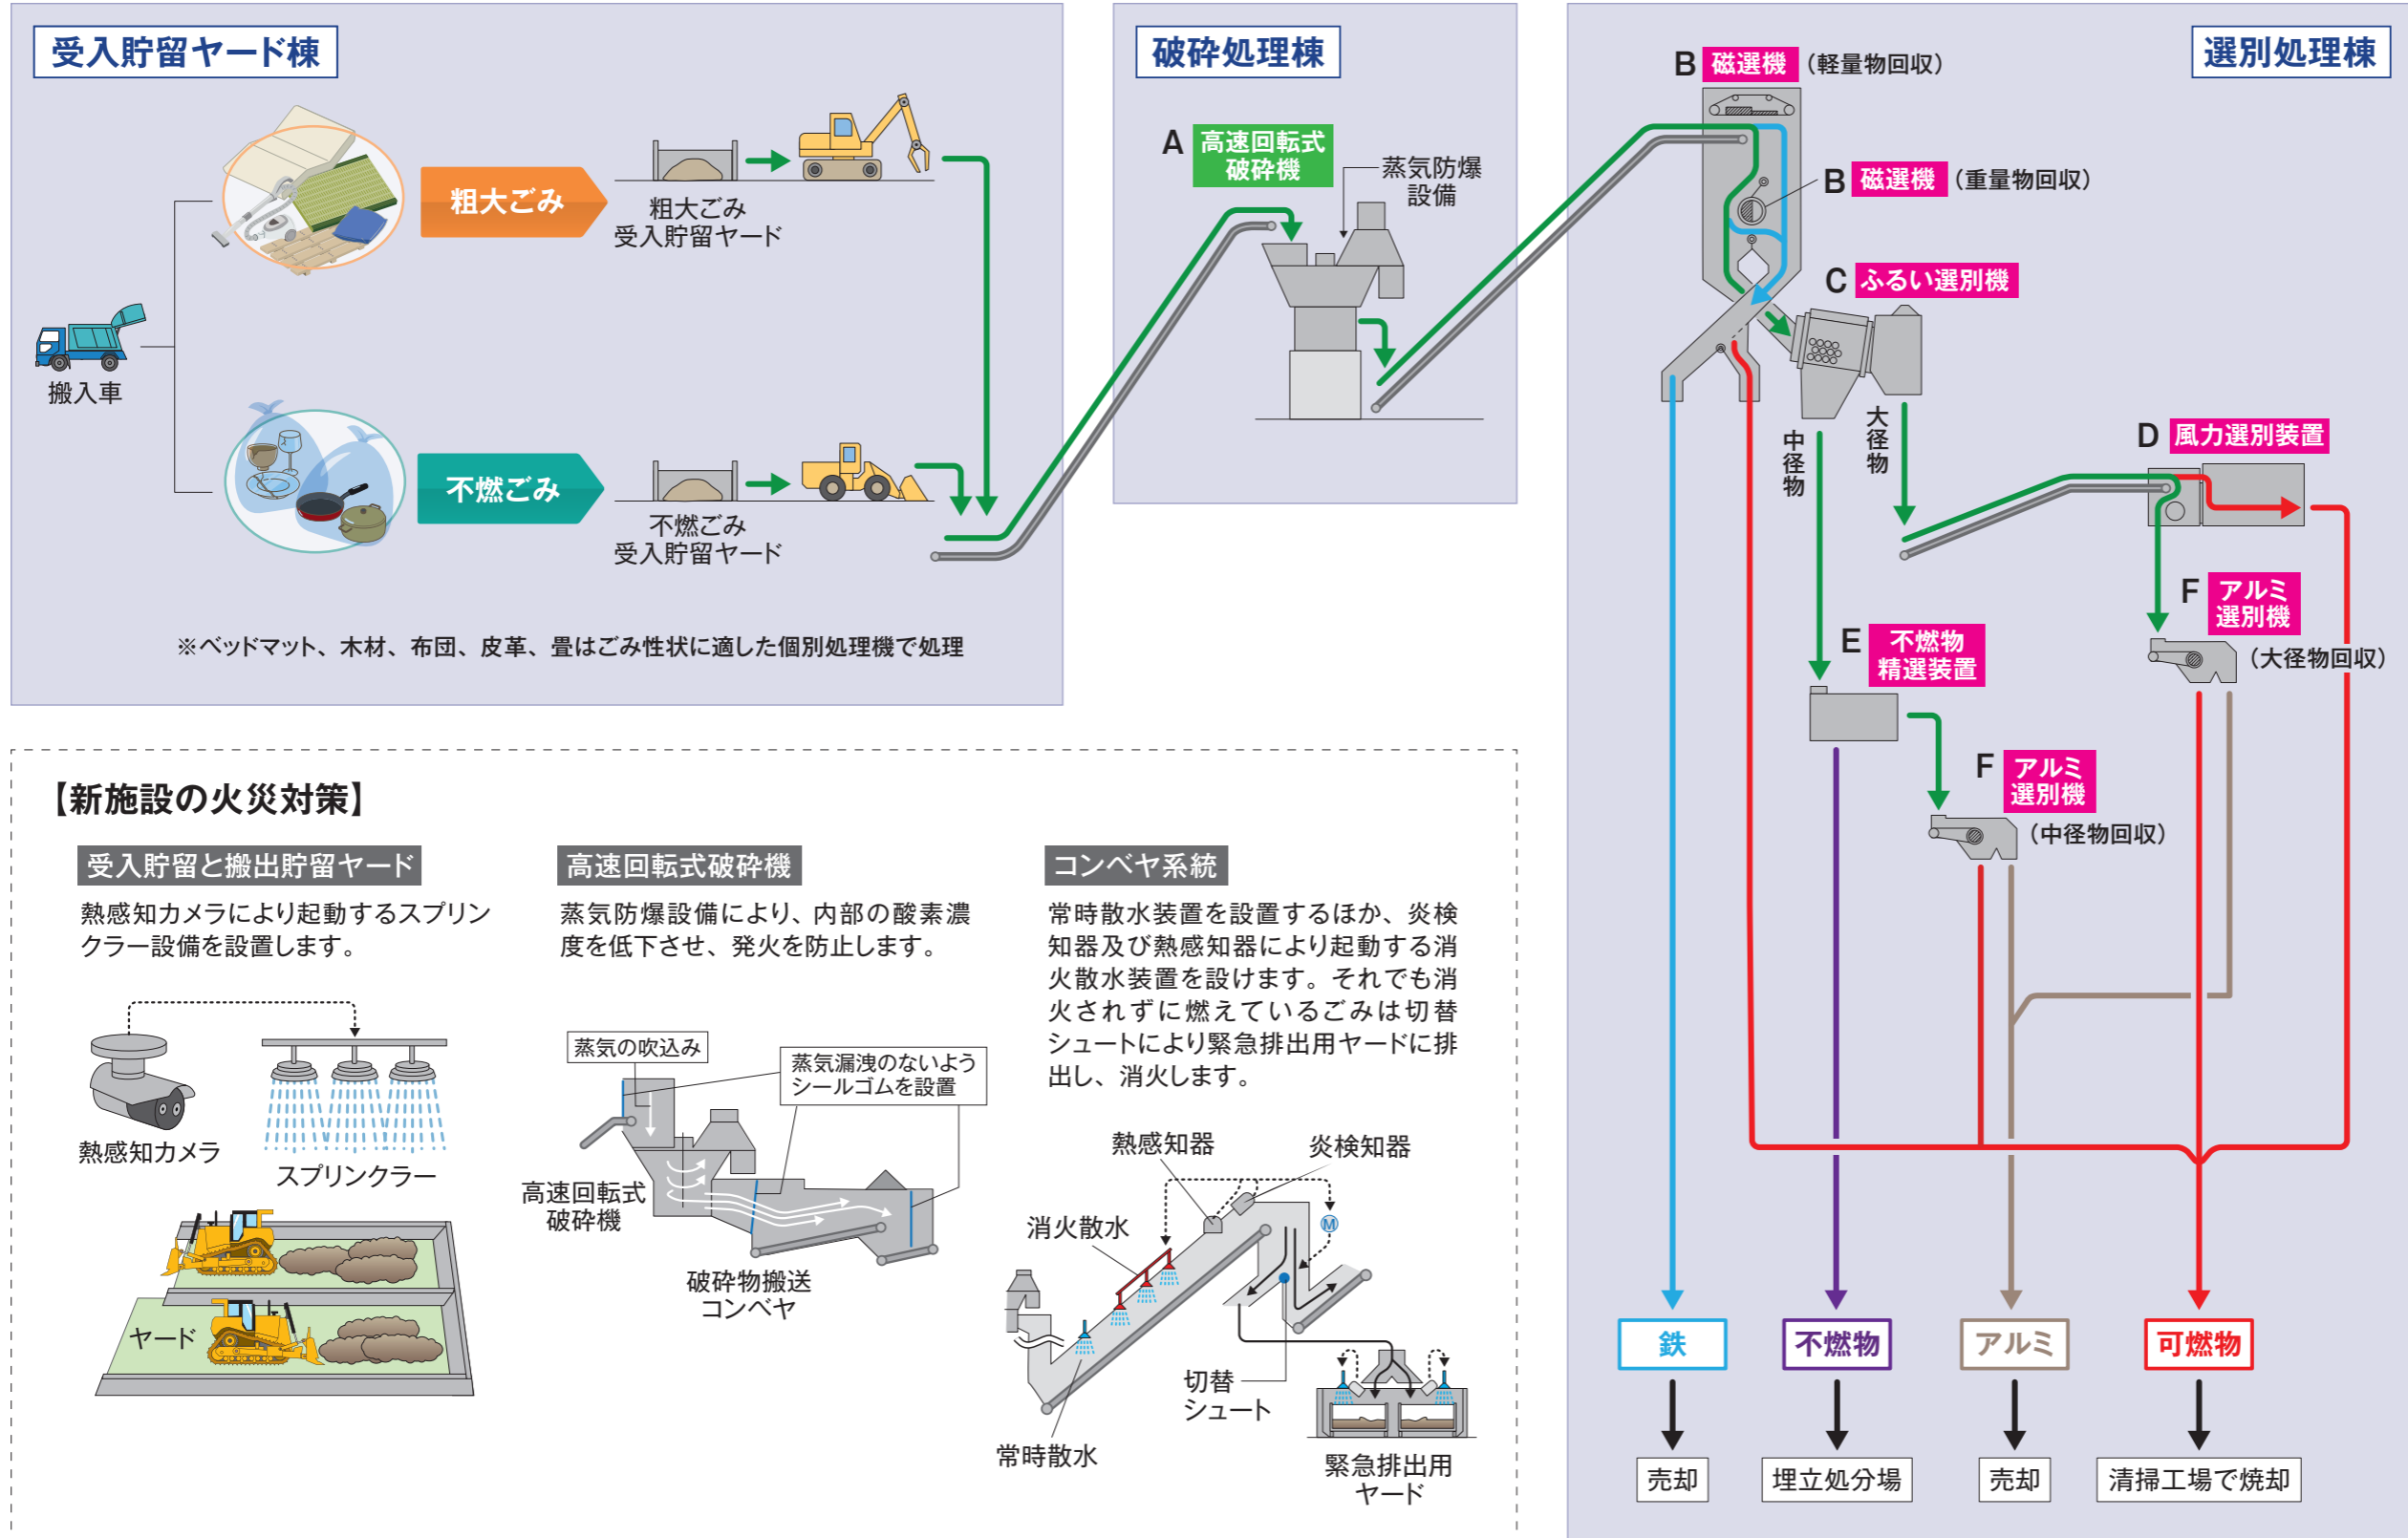 受入貯留ヤード棟
搬入車
粗大ごみ
粗大ごみ
受入貯留ヤード
不燃ごみ
不燃ごみ
受入貯留ヤード
※ベッドマット、木材、布団、皮革、畳はごみ性状に適した個別処理機で処理
破砕処理棟
A 高速回転式
破砕機
蒸気防爆
設備
選別処理棟
B 磁選機 （軽量物回収）
B 磁選機 （重量物回収）
C ふるい選別機
中径物
大径物
D 風力選別装置
F アルミ
選別機
（大径物回収）
E 不燃物
精選装置
F アルミ
選別機
（中径物回収）
鉄
不燃物
アルミ
可燃物
売却
埋立処分場
売却
清掃工場で焼却
【新施設の火災対策】
受入貯留と搬出貯留ヤード
熱感知カメラにより起動するスプリン
クラー設備を設置します。
熱感知カメラ
スプリンクラー
ヤード
高速回転式破砕機
蒸気防爆設備により、内部の酸素濃
度を低下させ、発火を防止します。
蒸気の吹込み
蒸気漏洩のないよう
シールゴムを設置
高速回転式
破砕機
破砕物搬送
コンベヤ
コンベヤ系統
常時散水装置を設置するほか、炎検
知器及び熱感知器により起動する消
火散水装置を設けます。それでも消
火されずに燃えているごみは切替
シュートにより緊急排出用ヤードに排
出し、消火します。
熱感知器
炎検知器
消火散水
M
切替
シュート
常時散水
緊急排出用
ヤード